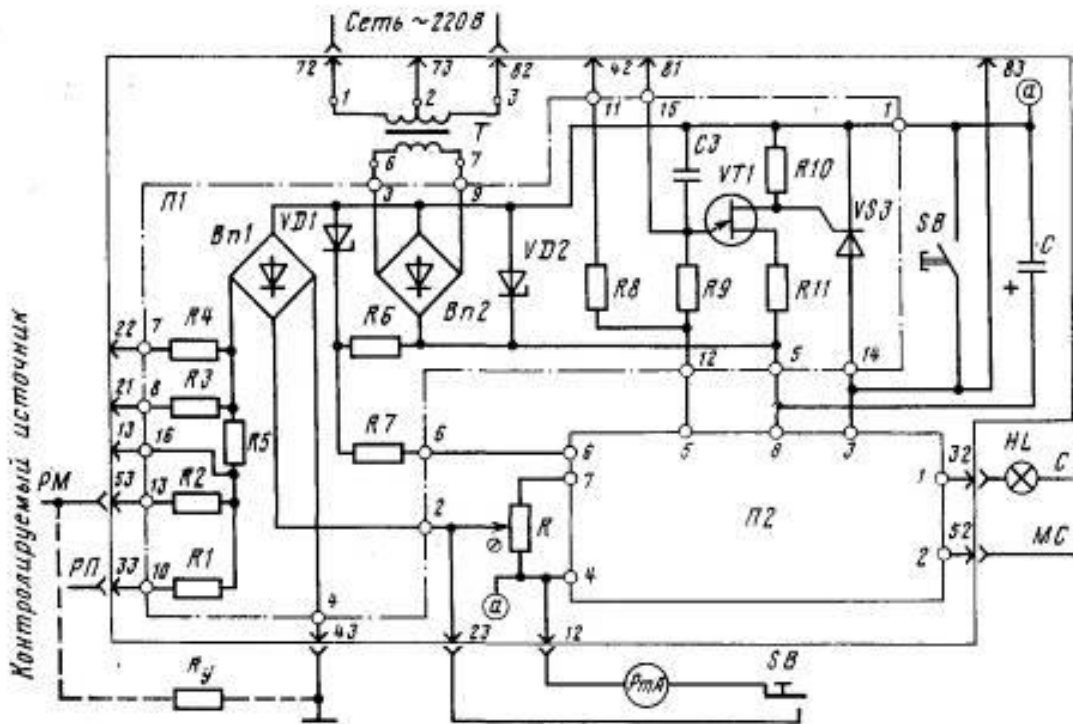 Сеть ~220В
72 73 82 42 81 83
1 2 3 11 15 1 а
Т
6 7 С3 R10
П1 3 9 VT1 VS3
Вп1 VD1 VD2 SB С
R8 R9 R11 +
R6 Вп2
22 7 R4
12 5 14
21 8 R3
13 16 R5 R7 6 6 5 8 3
РМ 53 13 R2 7 1 32 HL С
2 R П2
РП 33 10 R1 4 2 52 МС
а
4
43 23 12
Rу РmА SB
Контролируемый источник